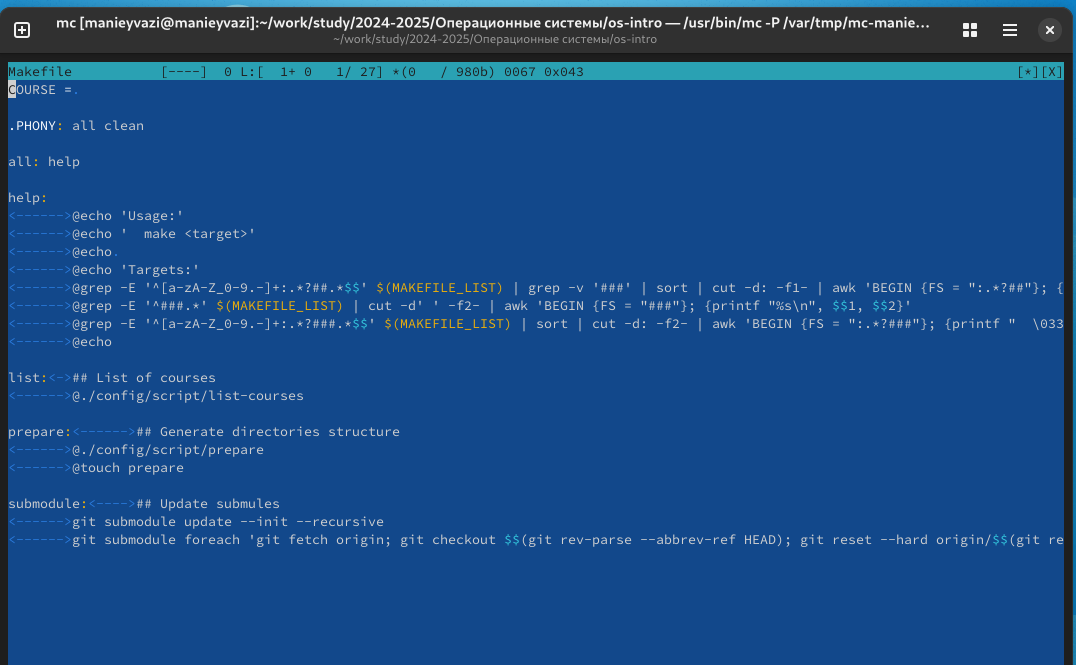 mc [manieyvazi@manieyvazi]:~/work/study/2024-2025/Операционные системы/os-intro — /usr/bin/mc -P /var/tmp/mc-manie…
~/work/study/2024-2025/Операционные системы/os-intro
Makefile [----] 0 L:[ 1+ 0 1/ 27] *(0 / 980b) 0067 0x043 [*][X]
COURSE =.
.PHONY: all clean
all: help
help:
<------>@echo 'Usage:'
<------>@echo '  make <target>'
<------>@echo.
<------>@echo 'Targets:'
<------>@grep -E '^[a-zA-Z_0-9.-]+:.*?##.*$$' $(MAKEFILE_LIST) | grep -v '###' | sort | cut -d: -f1- | awk 'BEGIN {FS = ":.*?##"}; {
<------>@grep -E '^###.*' $(MAKEFILE_LIST) | cut -d' ' -f2- | awk 'BEGIN {FS = "###"}; {printf "%s\n", $$1, $$2}'
<------>@grep -E '^[a-zA-Z_0-9.-]+:.*?###.*$$' $(MAKEFILE_LIST) | sort | cut -d: -f2- | awk 'BEGIN {FS = ":.*?###"}; {printf "  \033
<------>@echo
list:<->## List of courses
<------>@./config/script/list-courses
prepare:<------>## Generate directories structure
<------>@./config/script/prepare
<------>@touch prepare
submodule:<---->## Update submules
<------>git submodule update --init --recursive
<------>git submodule foreach 'git fetch origin; git checkout $$(git rev-parse --abbrev-ref HEAD); git reset --hard origin/$$(git re